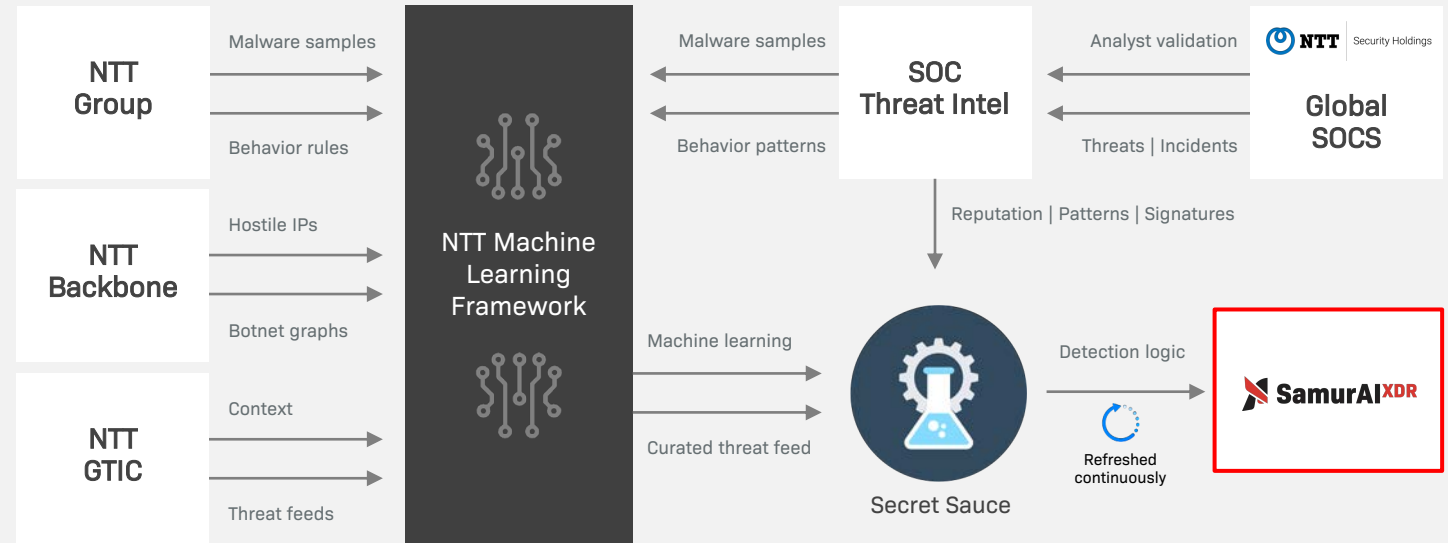 NTT
Group
Malware samples
Behavior rules
NTT
Backbone
Hostile IPs
Botnet graphs
NTT
GTIC
Context
Threat feeds
NTT Machine
Learning
Framework
Malware samples
Behavior patterns
SOC
Threat Intel
Analyst validation
Threats | Incidents
NTT Security Holdings
Global
SOCS
Reputation | Patterns | Signatures
Machine learning
Curated threat feed
Secret Sauce
Detection logic
Refreshed
continuously
SamurAI XDR